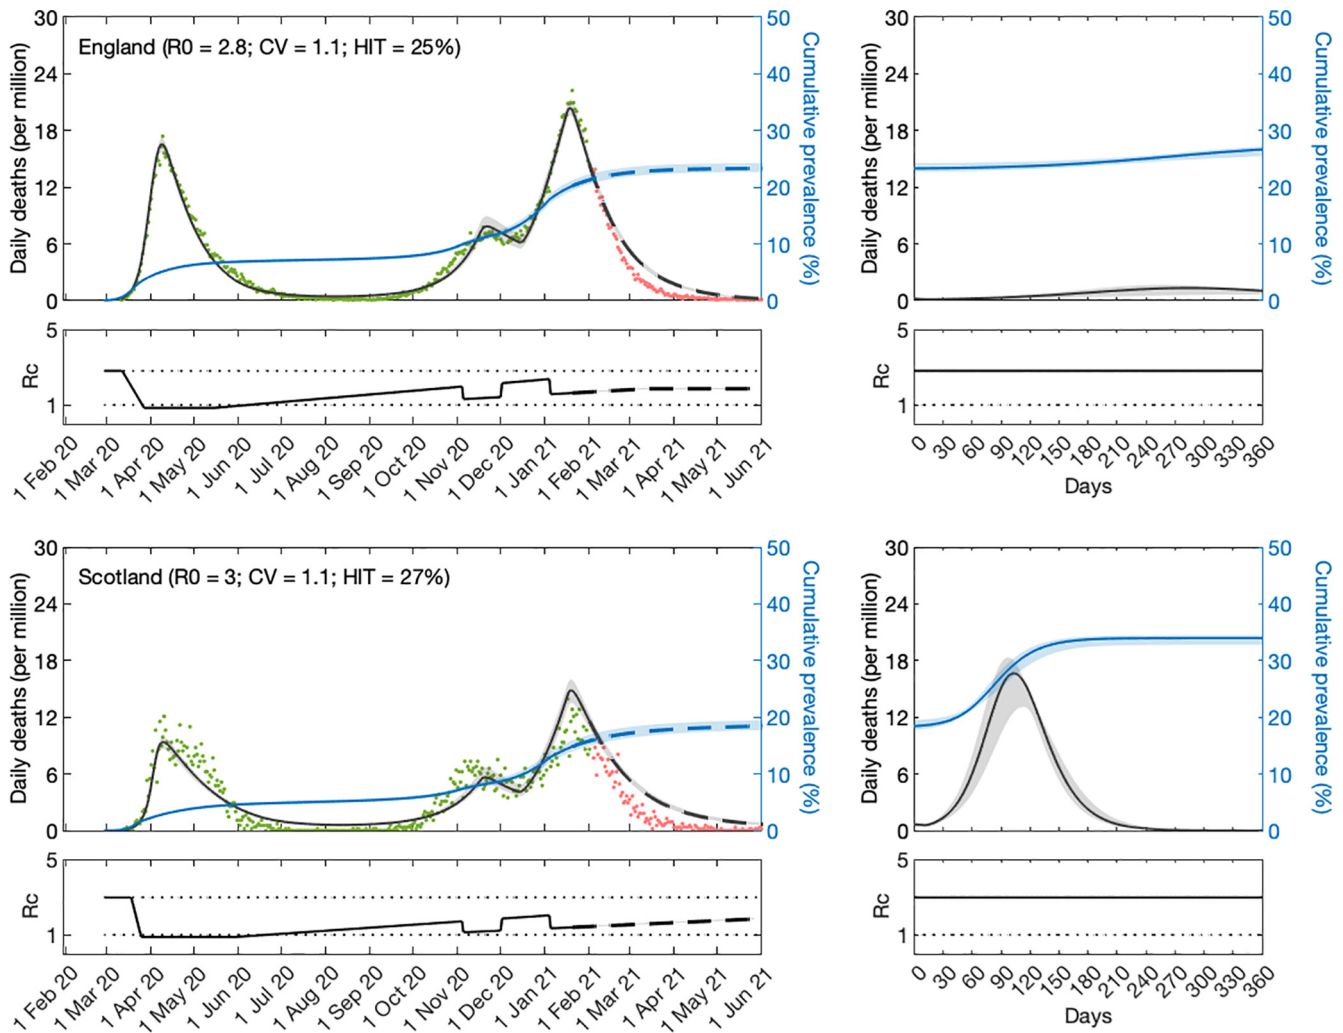 England (R0 = 2.8; CV = 1.1; HIT = 25%)
Daily deaths (per million)
30
24
18
12
6
0
Cumulative prevalence (%)
50
40
30
20
10
0
Daily deaths (per million)
30
24
18
12
6
0
Cumulative prevalence (%)
50
40
30
20
10
0
Rc
5
1
1 Feb 20
1 Mar 20
1 Apr 20
1 May 20
1 Jun 20
1 Jul 20
1 Aug 20
1 Sep 20
1 Oct 20
1 Nov 20
1 Dec 20
1 Jan 21
1 Feb 21
1 Mar 21
1 Apr 21
1 May 21
1 Jun 21
Rc
5
1
0
30
60
90
120
150
180
210
240
270
300
330
360
Days
Scotland (R0 = 3; CV = 1.1; HIT = 27%)
Daily deaths (per million)
30
24
18
12
6
0
Cumulative prevalence (%)
50
40
30
20
10
0
Daily deaths (per million)
30
24
18
12
6
0
Cumulative prevalence (%)
50
40
30
20
10
0
Rc
5
1
1 Feb 20
1 Mar 20
1 Apr 20
1 May 20
1 Jun 20
1 Jul 20
1 Aug 20
1 Sep 20
1 Oct 20
1 Nov 20
1 Dec 20
1 Jan 21
1 Feb 21
1 Mar 21
1 Apr 21
1 May 21
1 Jun 21
Rc
5
1
0
30
60
90
120
150
180
210
240
270
300
330
360
Days